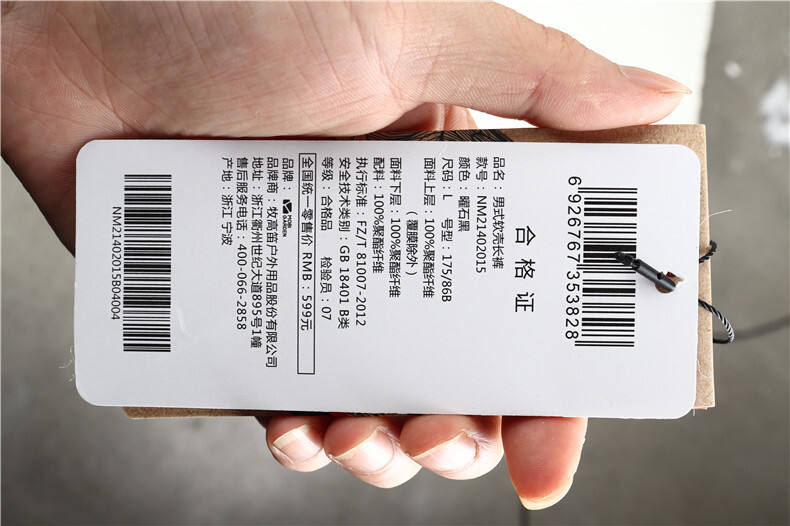 6 926767 353828
合格证
品名：男式软壳长裤
款号：NM21402015
颜色：曜石黑
尺码：L 号型：175/86B
面料上层：100%聚酯纤维
（覆膜除外）
面料下层：100%聚酯纤维
配料：100%聚酯纤维
执行标准：FZ/T 81007-2012
安全技术类别：GB 18401 B类
等级：合格品 检验员：07
全国统一零售价 RMB：599元
品牌：MOBI GARDEN
品牌商：牧高笛户外用品股份有限公司
地址：浙江衢州世纪大道895号1幢
售后服务电话：400-066-2858
产地：浙江 宁波
NM21402015B04004